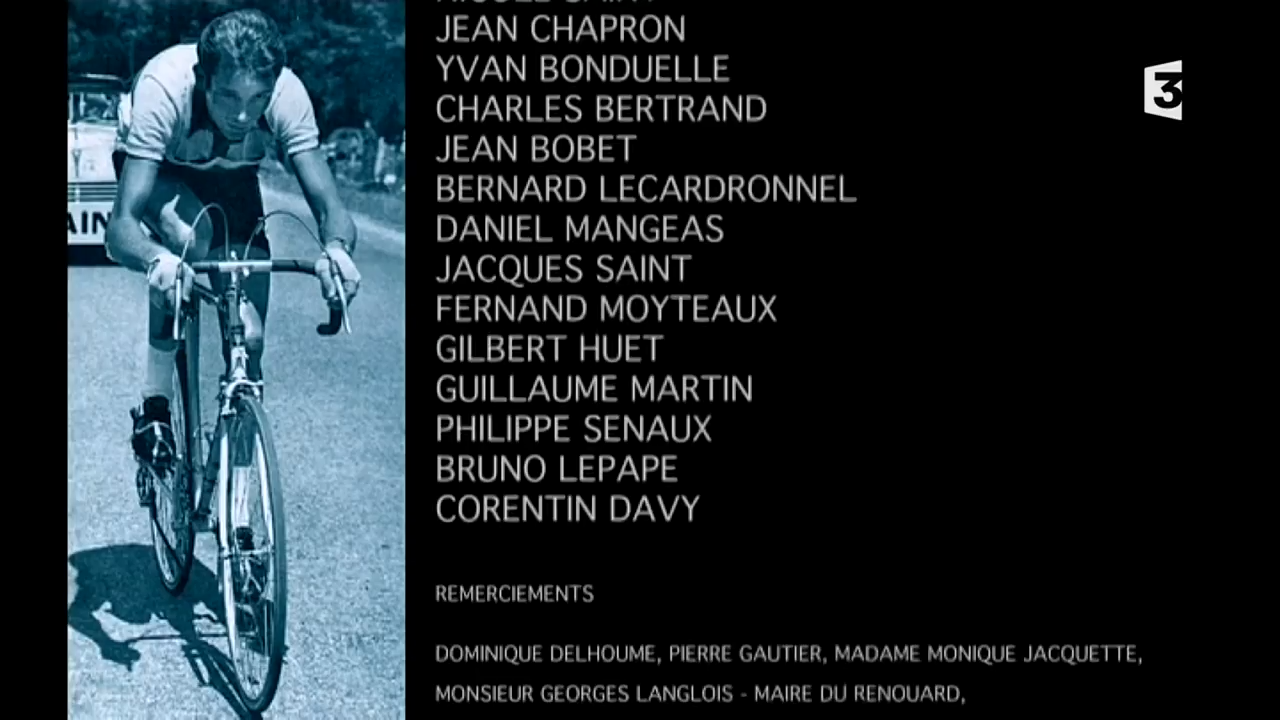 JEAN CHAPRON
YVAN BONDUELLE
CHARLES BERTRAND
JEAN BOBET
BERNARD LECARDRONNEL
DANIEL MANGEAS
JACQUES SAINT
FERNAND MOYTEAUX
GILBERT HUET
GUILLAUME MARTIN
PHILIPPE SENAUX
BRUNO LEPAPE
CORENTIN DAVY
REMERCIEMENTS
DOMINIQUE DELHOUME, PIERRE GAUTIER, MADAME MONIQUE JACQUETTE,
MONSIEUR GEORGES LANGLOIS - MAIRE DU RENOUARD,
3
AIN